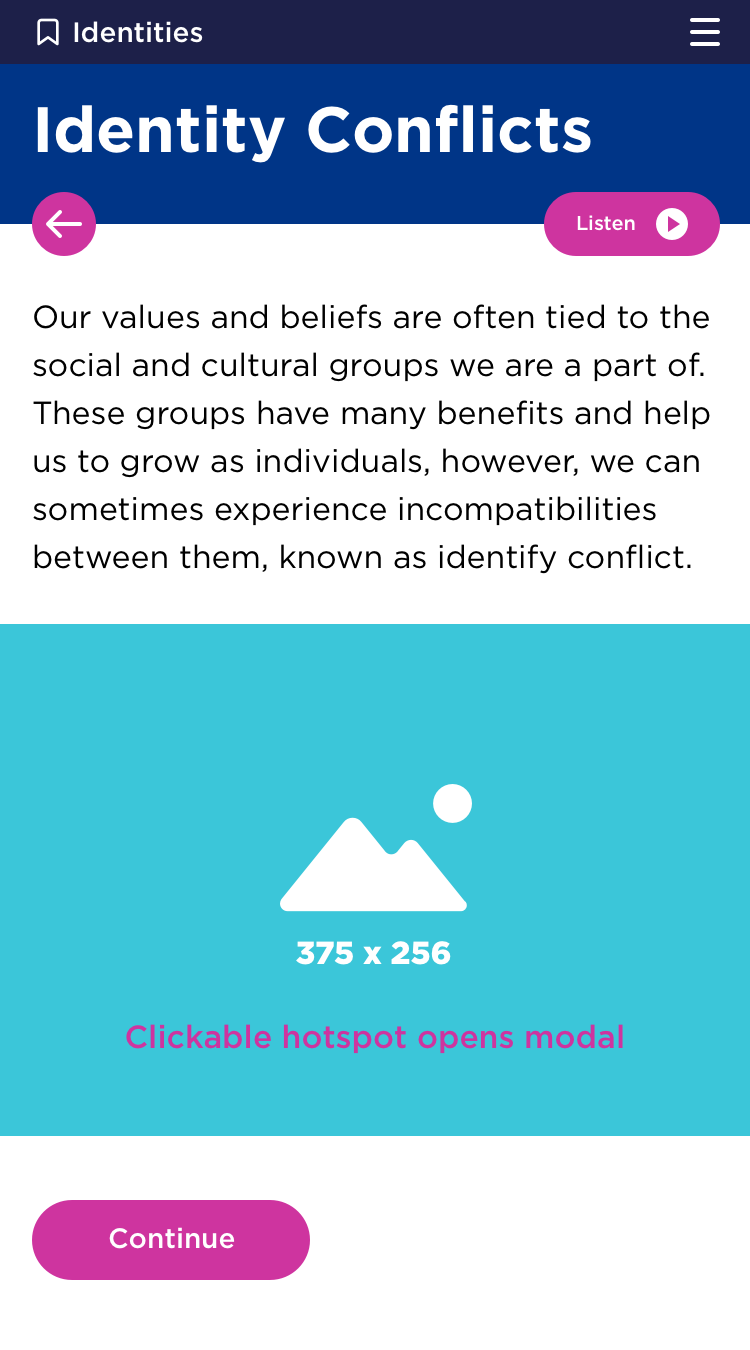 Identities
Identity Conflicts
Listen
Our values and beliefs are often tied to the
social and cultural groups we are a part of.
These groups have many benefits and help
us to grow as individuals, however, we can
sometimes experience incompatibilities
between them, known as identify conflict.
375 x 256
Clickable hotspot opens modal
Continue